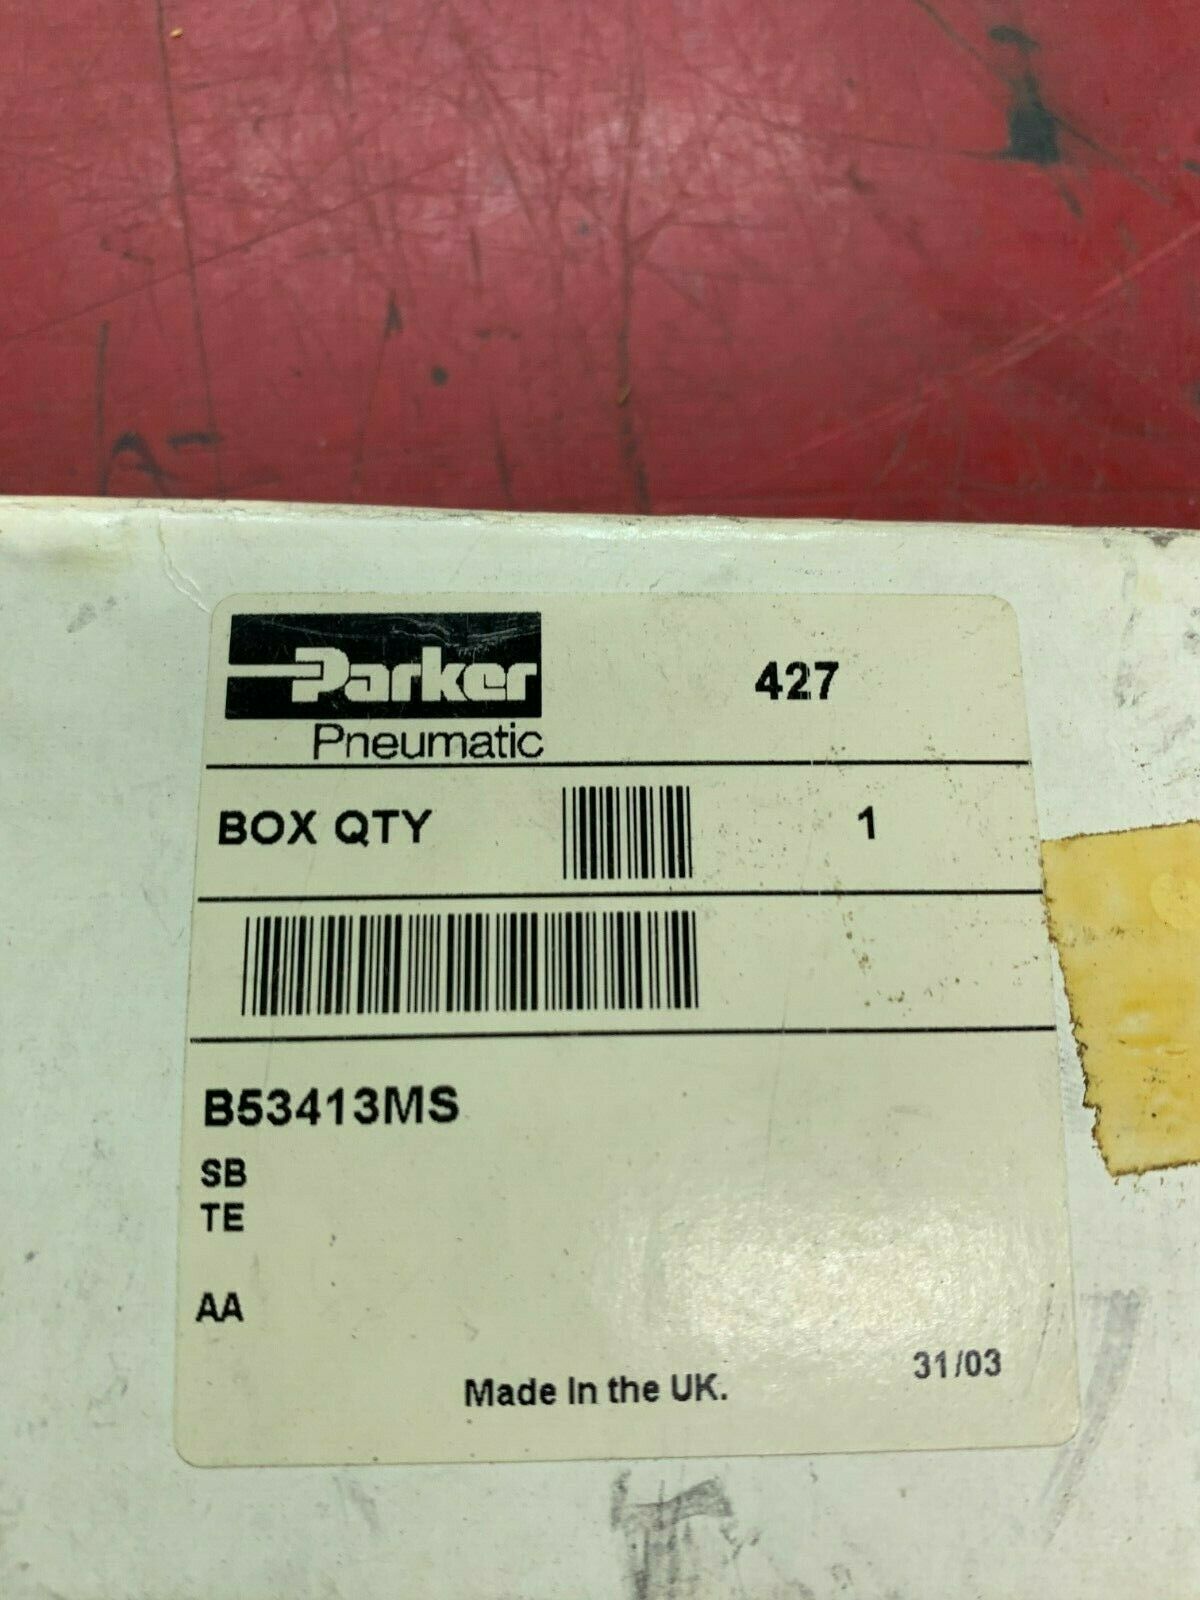 Parker
Pneumatic
427
BOX QTY 1
B53413MS
SB
TE
AA
31/03
Made In the UK.